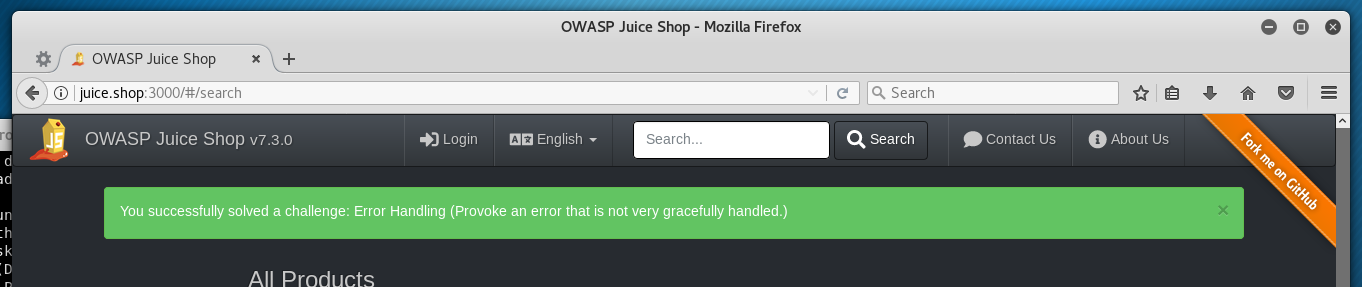 OWASP Juice Shop - Mozilla Firefox
OWASP Juice Shop
juice.shop:3000/#/search
Search
OWASP Juice Shop v7.3.0
Login
English
Search...
Search
Contact Us
About Us
Fork me on GitHub
You successfully solved a challenge: Error Handling (Provoke an error that is not very gracefully handled.)
All Products
ro
d
ad
un
th
sk
(D